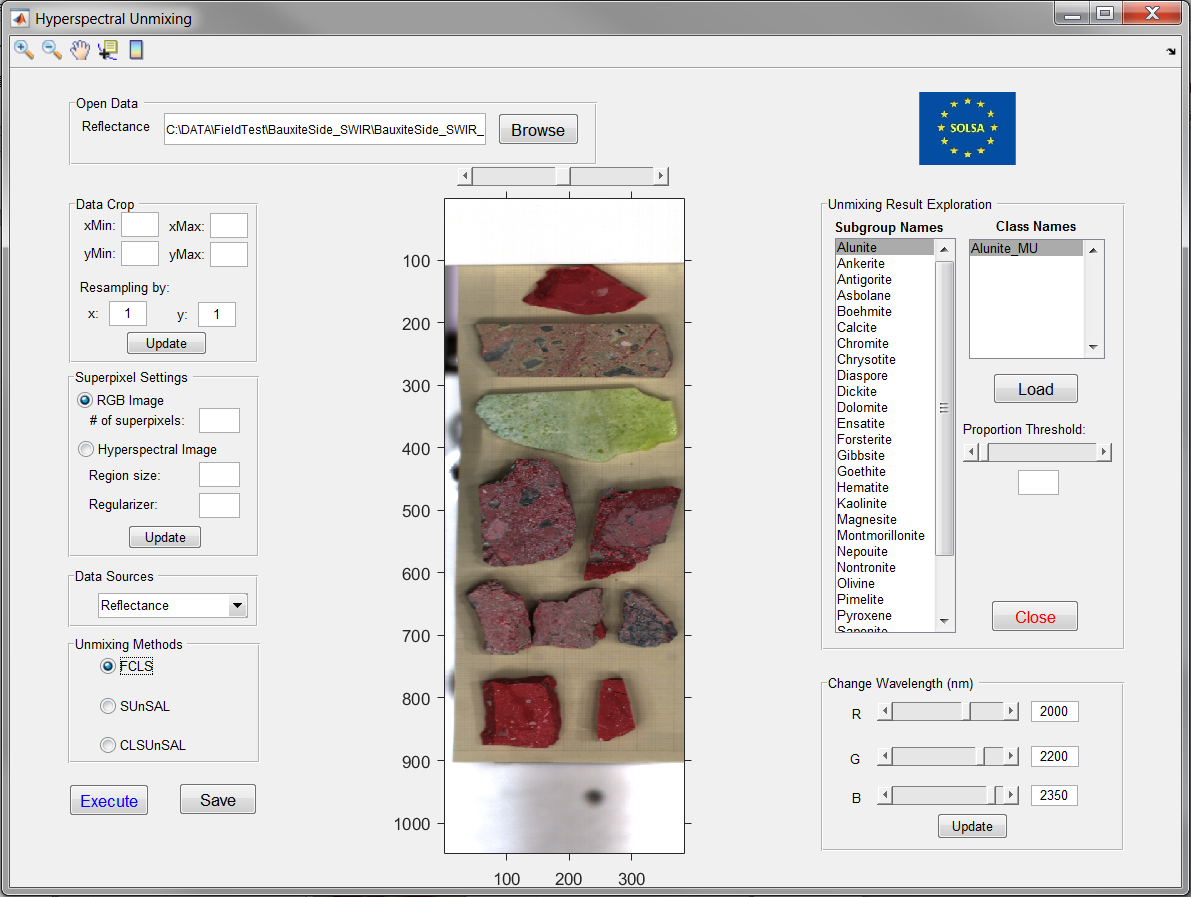 Hyperspectral Unmixing
Open Data
Reflectance
C:\DATA\FieldTest\BauxiteSide_SWIR\BauxiteSide_SWIR_
Browse
SOLSA
Data Crop
xMin:
xMax:
yMin:
yMax:
Resampling by:
x: 1
y: 1
Update
Superpixel Settings
RGB Image
# of superpixels:
Hyperspectral Image
Region size:
Regularizer:
Update
Data Sources
Reflectance
Unmixing Methods
FCLS
SUnSAL
CLSUnSAL
Execute
Save
100
200
300
400
500
600
700
800
900
1000
100
200
300
Unmixing Result Exploration
Subgroup Names
Alunite
Ankerite
Antigorite
Asbolane
Boehmite
Calcite
Chromite
Chrysotite
Diaspore
Dickite
Dolomite
Ensatite
Forsterite
Gibbsite
Goethite
Hematite
Kaolinite
Magnesite
Montmorillonite
Nepouite
Nontronite
Olivine
Pimelite
Pyroxene
Saponite
Class Names
Alunite_MU
Load
Proportion Threshold:
Close
Change Wavelength (nm)
R
2000
G
2200
B
2350
Update